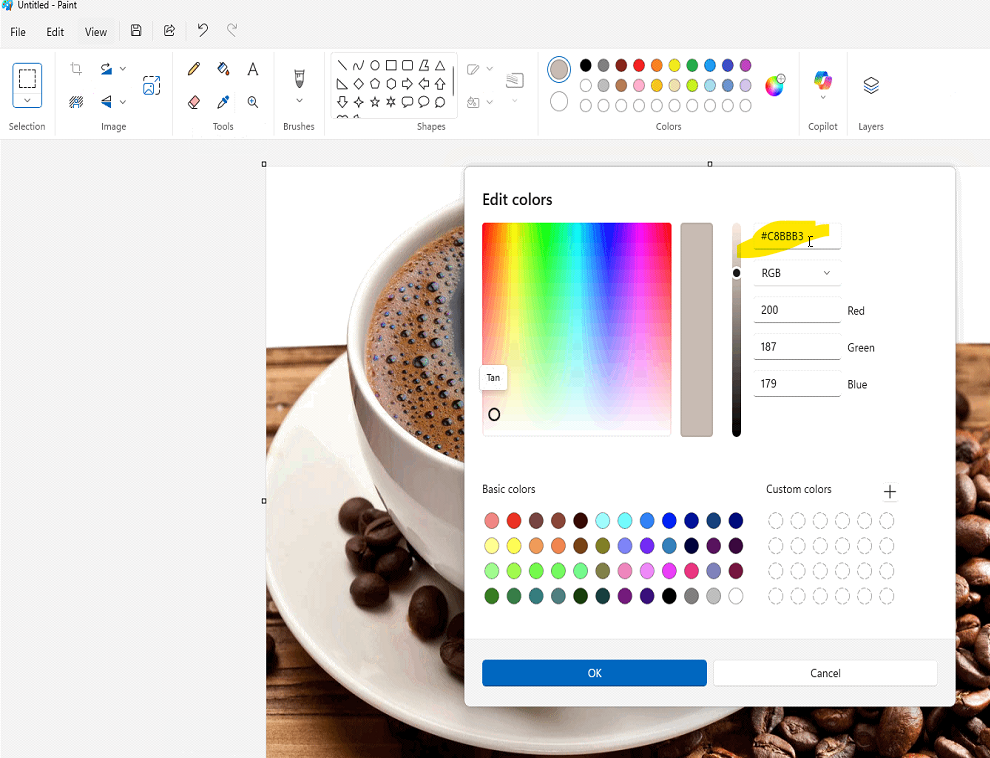 Untitled - Paint
File Edit View
Selection Image Tools Brushes Shapes Colors Copilot Layers
Edit colors
#C8BBB3
RGB
200 Red
187 Green
179 Blue
Tan
Basic colors Custom colors
OK Cancel